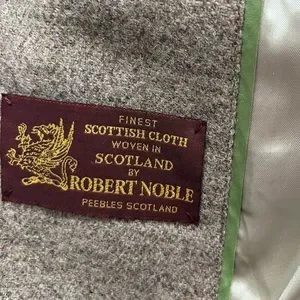 FINEST
SCOTTISH CLOTH
WOVEN IN
SCOTLAND
BY
ROBERT NOBLE
PEEBLES SCOTLAND